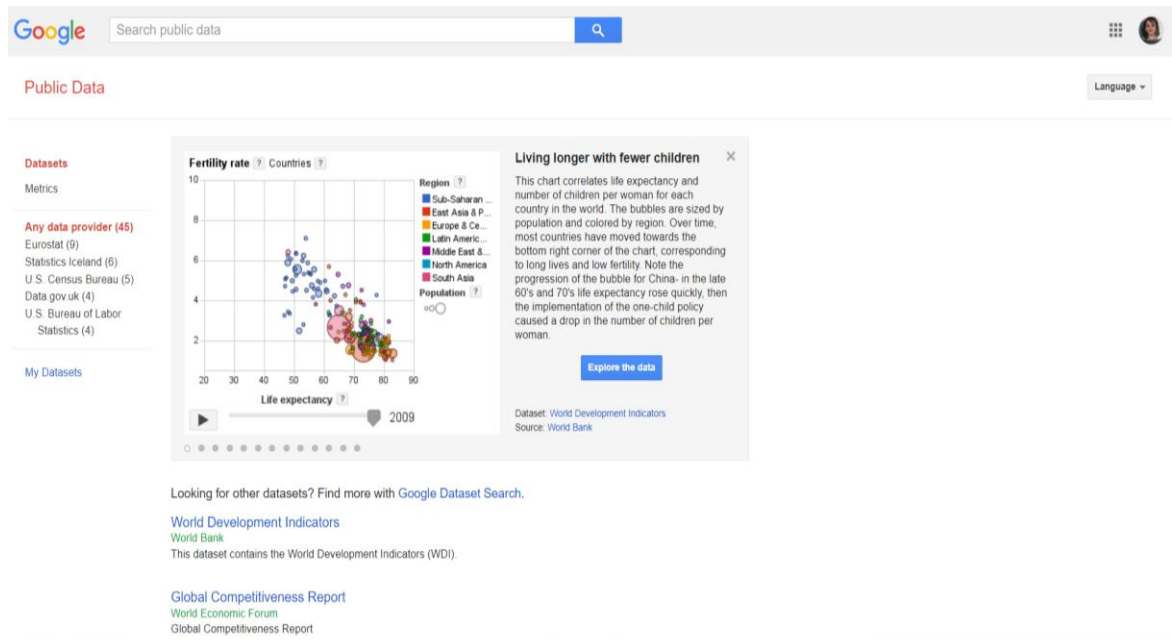 Google
Search public data
Public Data
Language
Datasets
Metrics
Any data provider (45)
Eurostat (9)
Statistics Iceland (6)
U.S. Census Bureau (5)
Data.gov.uk (4)
U.S. Bureau of Labor
Statistics (4)
My Datasets
Fertility rate ? Countries ?
10
8
6
4
2
20 30 40 50 60 70 80 90
Life expectancy ?
2009
Region ?
Sub-Saharan ...
East Asia & P...
Europe & Ce...
Latin Americ...
Middle East &...
North America
South Asia
Population ?
Living longer with fewer children
This chart correlates life expectancy and
number of children per woman for each
country in the world. The bubbles are sized by
population and colored by region. Over time,
most countries have moved towards the
bottom right corner of the chart, corresponding
to long lives and low fertility. Note the
progression of the bubble for China- in the late
60's and 70's life expectancy rose quickly, then
the implementation of the one-child policy
caused a drop in the number of children per
woman.
Explore the data
Dataset: World Development Indicators
Source: World Bank
Looking for other datasets? Find more with Google Dataset Search.
World Development Indicators
World Bank
This dataset contains the World Development Indicators (WDI).
Global Competitiveness Report
World Economic Forum
Global Competitiveness Report